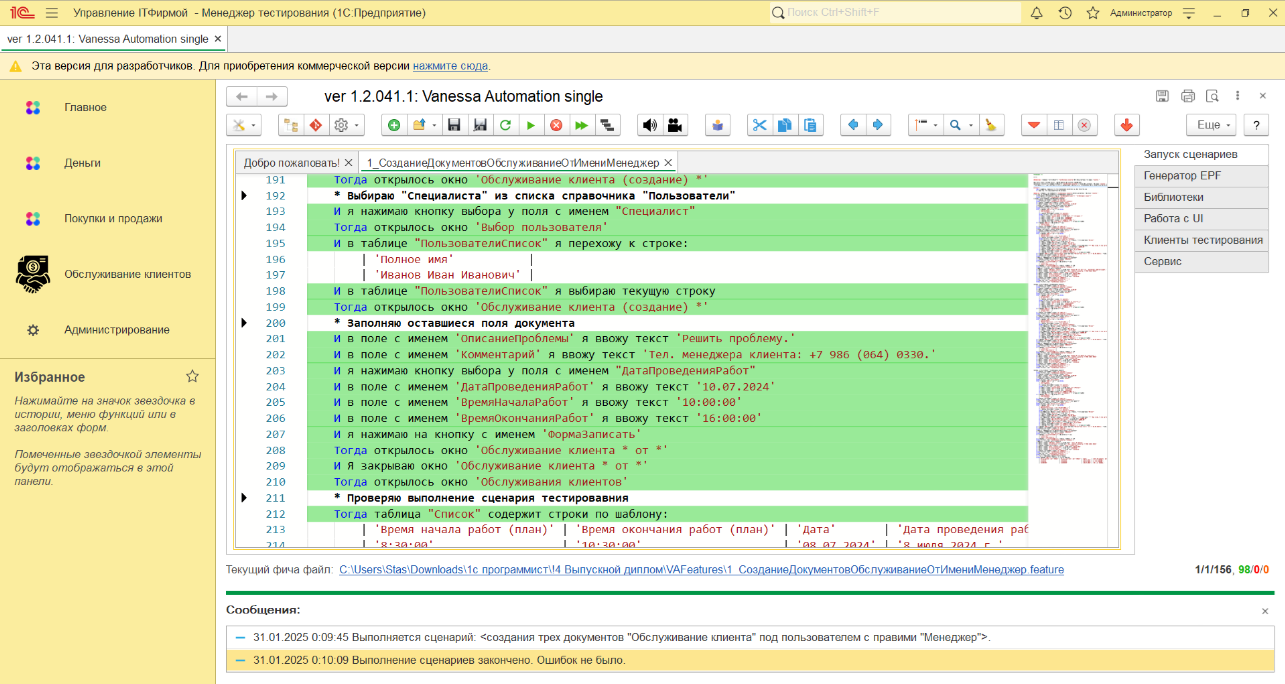 1С Управление ITФирмой - Менеджер тестирования (1С:Предприятие) Поиск Ctrl+Shift+F Администратор
ver 1.2.041.1: Vanessa Automation single
Эта версия для разработчиков. Для приобретения коммерческой версии нажмите сюда.
Главное
Деньги
Покупки и продажи
Обслуживание клиентов
Администрирование
Избранное
Нажимайте на значок звездочка в
истории, меню функций или в
заголовках форм.
Помеченные звездочкой элементы
будут отображаться в этой
панели.
ver 1.2.041.1: Vanessa Automation single
Еще ?
Добро пожаловать! 1_СозданиеДокументовОбслуживаниеОтИмениМенеджер
191 Тогда открылось окно 'Обслуживание клиента (создание) *'
192 * Выбираю "Специалиста" из списка справочника "Пользователи"
193 И я нажимаю кнопку выбора у поля с именем "Специалист"
194 Тогда открылось окно 'Выбор пользователя'
195 И в таблице "ПользователиСписок" я перехожу к строке:
196 | 'Полное имя' |
197 | 'Иванов Иван Иванович' |
198 И в таблице "ПользователиСписок" я выбираю текущую строку
199 Тогда открылось окно 'Обслуживание клиента (создание) *'
200 * Заполняю оставшиеся поля документа
201 И в поле с именем 'ОписаниеПроблемы' я ввожу текст 'Решить проблему.'
202 И в поле с именем 'Комментарий' я ввожу текст 'Тел. менеджера клиента: +7 986 (064) 0330.'
203 И я нажимаю кнопку выбора у поля с именем "ДатаПроведенияРабот"
204 И в поле с именем 'ДатаПроведенияРабот' я ввожу текст '10.07.2024'
205 И в поле с именем 'ВремяНачалаРабот' я ввожу текст '10:00:00'
206 И в поле с именем 'ВремяОкончанияРабот' я ввожу текст '16:00:00'
207 И я нажимаю на кнопку с именем 'ФормаЗаписать'
208 Тогда открылось окно 'Обслуживание клиента * от *'
209 И Я закрываю окно 'Обслуживание клиента * от *'
210 Тогда открылось окно 'Обслуживания клиентов'
211 * Проверяю выполнение сценария тестировавния
212 Тогда таблица "Список" содержит строки по шаблону:
213 | 'Время начала работ (план)' | 'Время окончания работ (план)' | 'Дата' | 'Дата проведения раб
214 | '8:30:00' | '10:30:00' | '08.07.2024' | '8 июля 2024 г.'
Запуск сценариев
Генератор EPF
Библиотеки
Работа с UI
Клиенты тестирования
Сервис
Текущий фича файл: C:\Users\Stas\Downloads\1с программист\!4 Выпускной диплом\VAFeatures\1_СозданиеДокументовОбслуживаниеОтИмениМенеджер.feature 1/1/156, 98/0/0
Сообщения:
31.01.2025 0:09:45 Выполняется сценарий: <создания трех документов "Обслуживание клиента" под пользователем с правими "Менеджер">.
31.01.2025 0:10:09 Выполнение сценариев закончено. Ошибок не было.